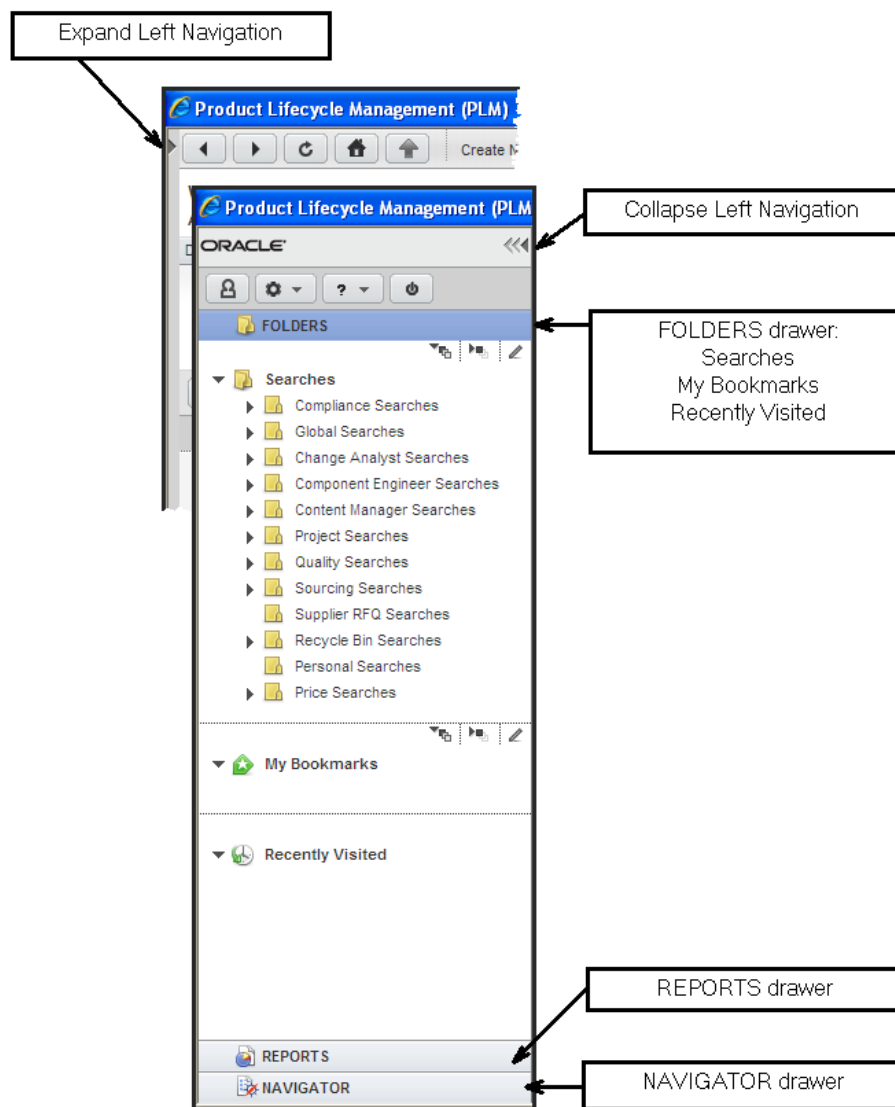 Expand Left Navigation
Product Lifecycle Management (PLM)
Create
Product Lifecycle Management (PLM
Collapse Left Navigation
ORACLE
?
FOLDERS
FOLDERS drawer:
Searches
My Bookmarks
Recently Visited
Searches
Compliance Searches
Global Searches
Change Analyst Searches
Component Engineer Searches
Content Manager Searches
Project Searches
Quality Searches
Sourcing Searches
Supplier RFQ Searches
Recycle Bin Searches
Personal Searches
Price Searches
My Bookmarks
Recently Visited
REPORTS drawer
REPORTS
NAVIGATOR
NAVIGATOR drawer